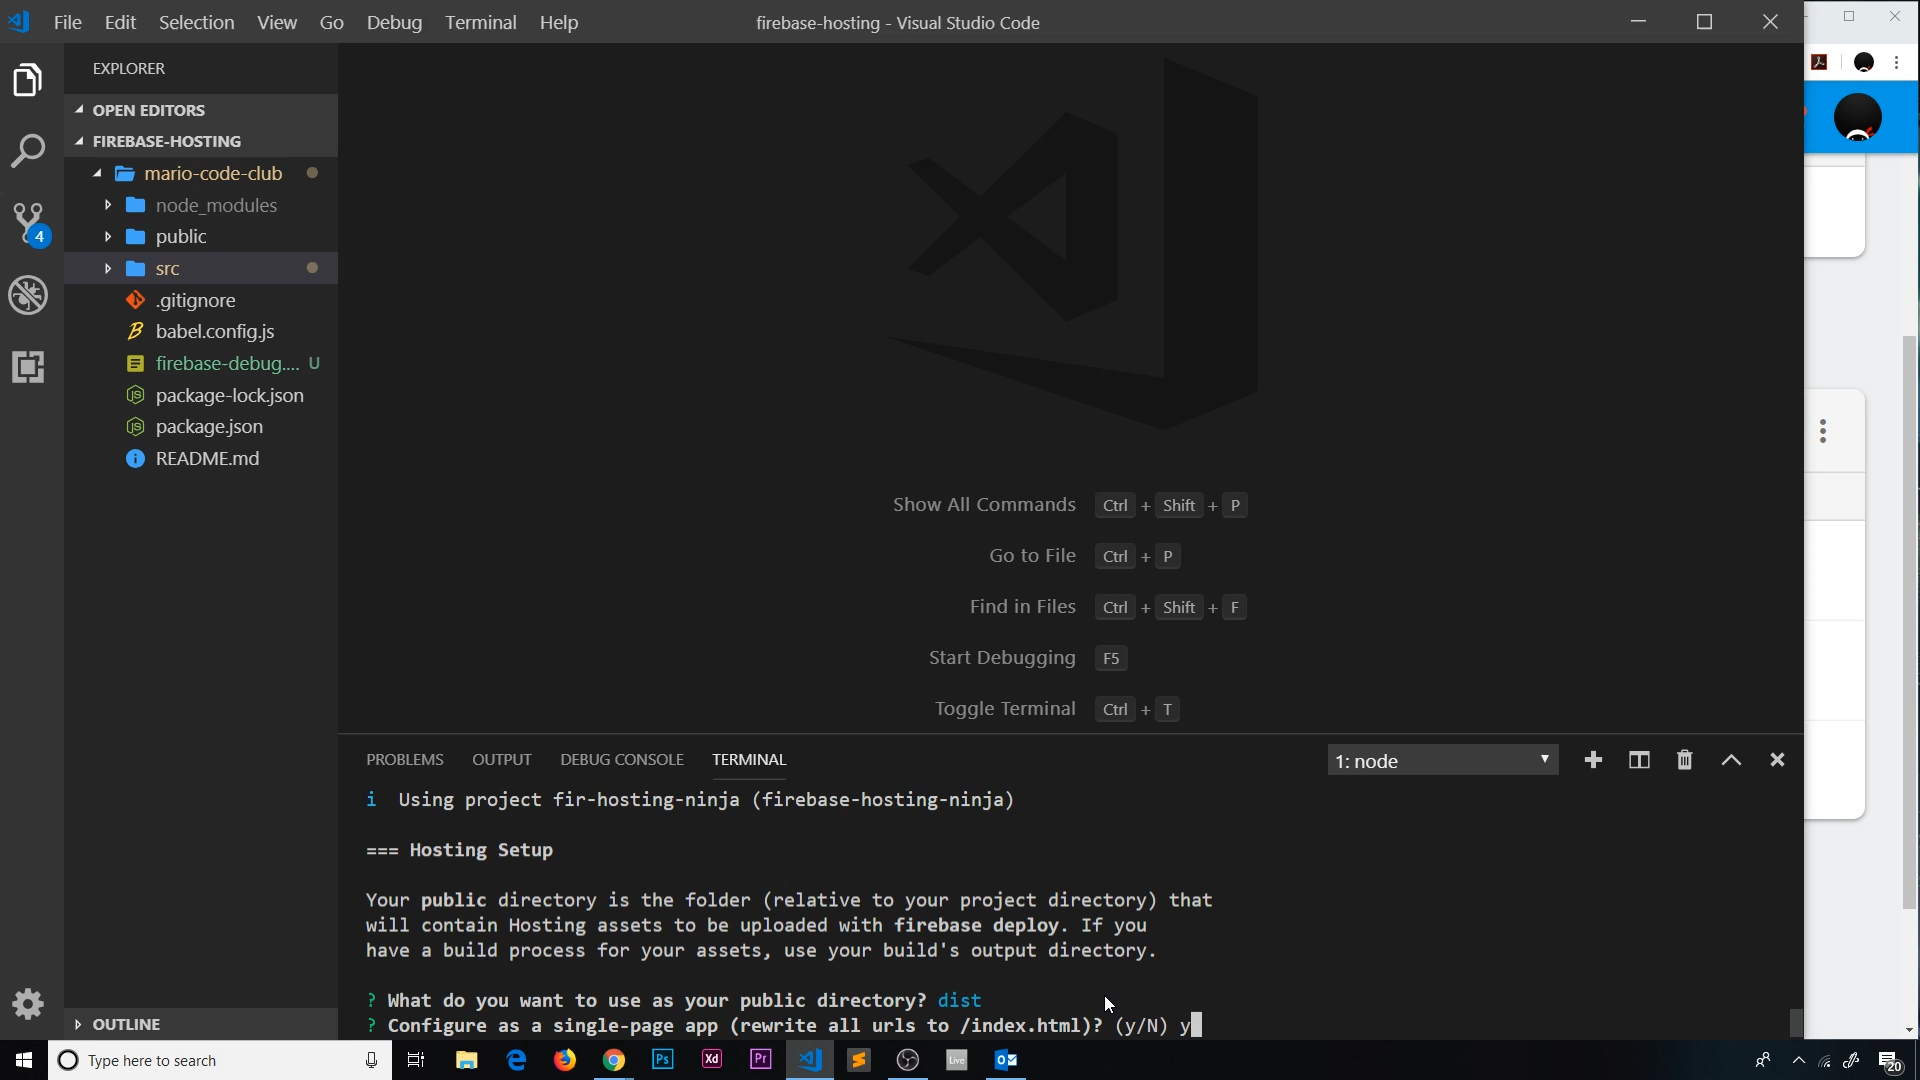 File Edit Selection View Go Debug Terminal Help
firebase-hosting - Visual Studio Code
EXPLORER
OPEN EDITORS
FIREBASE-HOSTING
mario-code-club
node_modules
public
src
.gitignore
babel.config.js
firebase-debug.... U
package-lock.json
package.json
README.md
OUTLINE
4
Show All Commands Ctrl + Shift + P
Go to File Ctrl + P
Find in Files Ctrl + Shift + F
Start Debugging F5
Toggle Terminal Ctrl + T
PROBLEMS OUTPUT DEBUG CONSOLE TERMINAL
1: node
i Using project fir-hosting-ninja (firebase-hosting-ninja)
=== Hosting Setup
Your public directory is the folder (relative to your project directory) that
will contain Hosting assets to be uploaded with firebase deploy. If you
have a build process for your assets, use your build's output directory.
? What do you want to use as your public directory? dist
? Configure as a single-page app (rewrite all urls to /index.html)? (y/N) y
Type here to search
Ps
Xd
Pr
Live
20